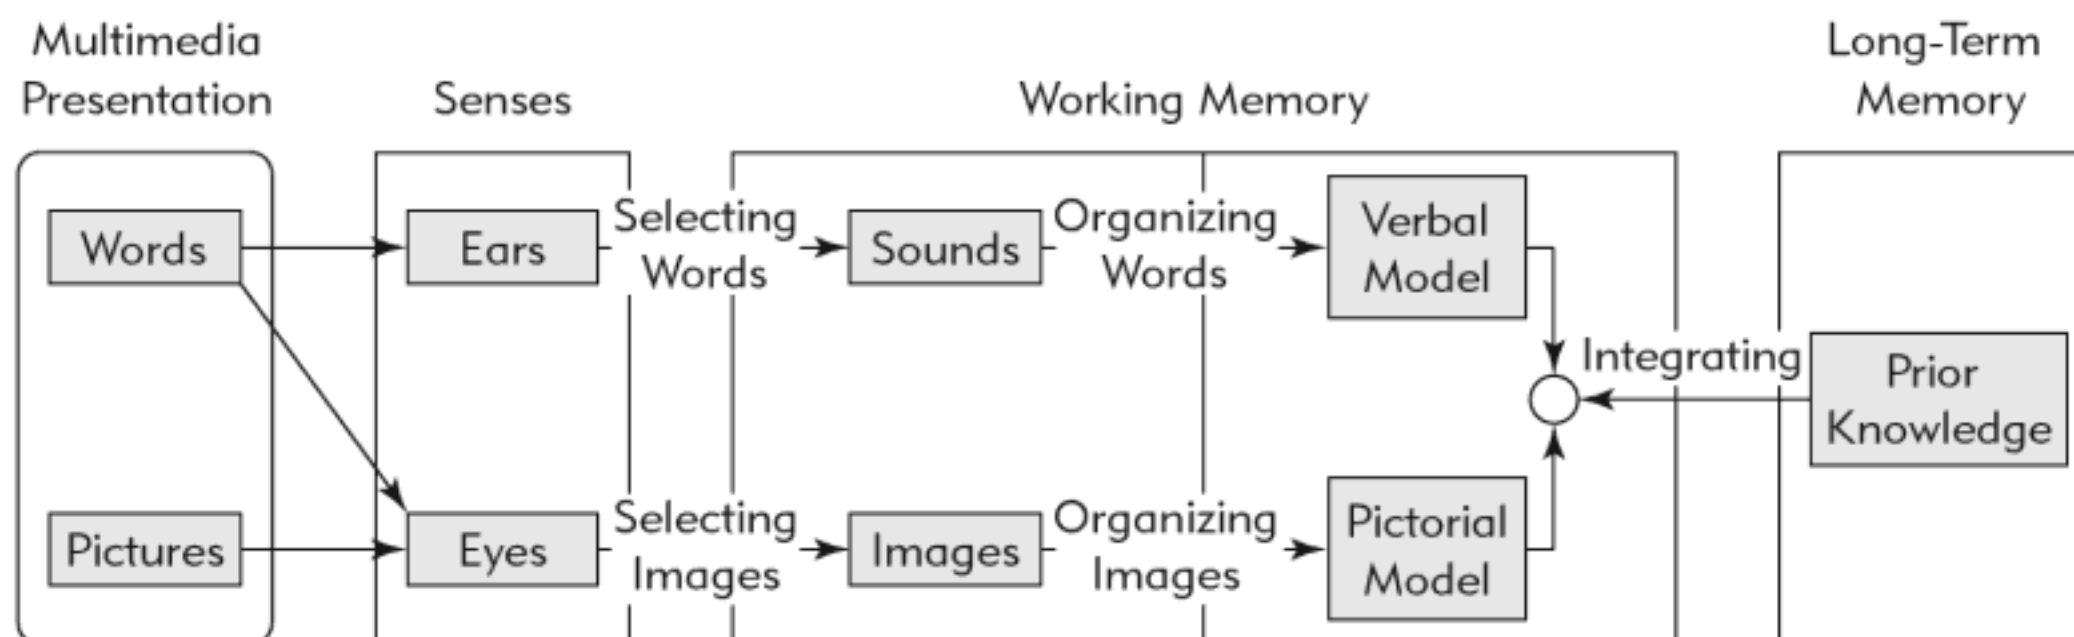 Multimedia
Presentation
Senses
Working Memory
Long-Term
Memory
Words
Ears
Selecting
Words
Sounds
Organizing
Words
Verbal
Model
Integrating
Prior
Knowledge
Pictures
Eyes
Selecting
Images
Images
Organizing
Images
Pictorial
Model